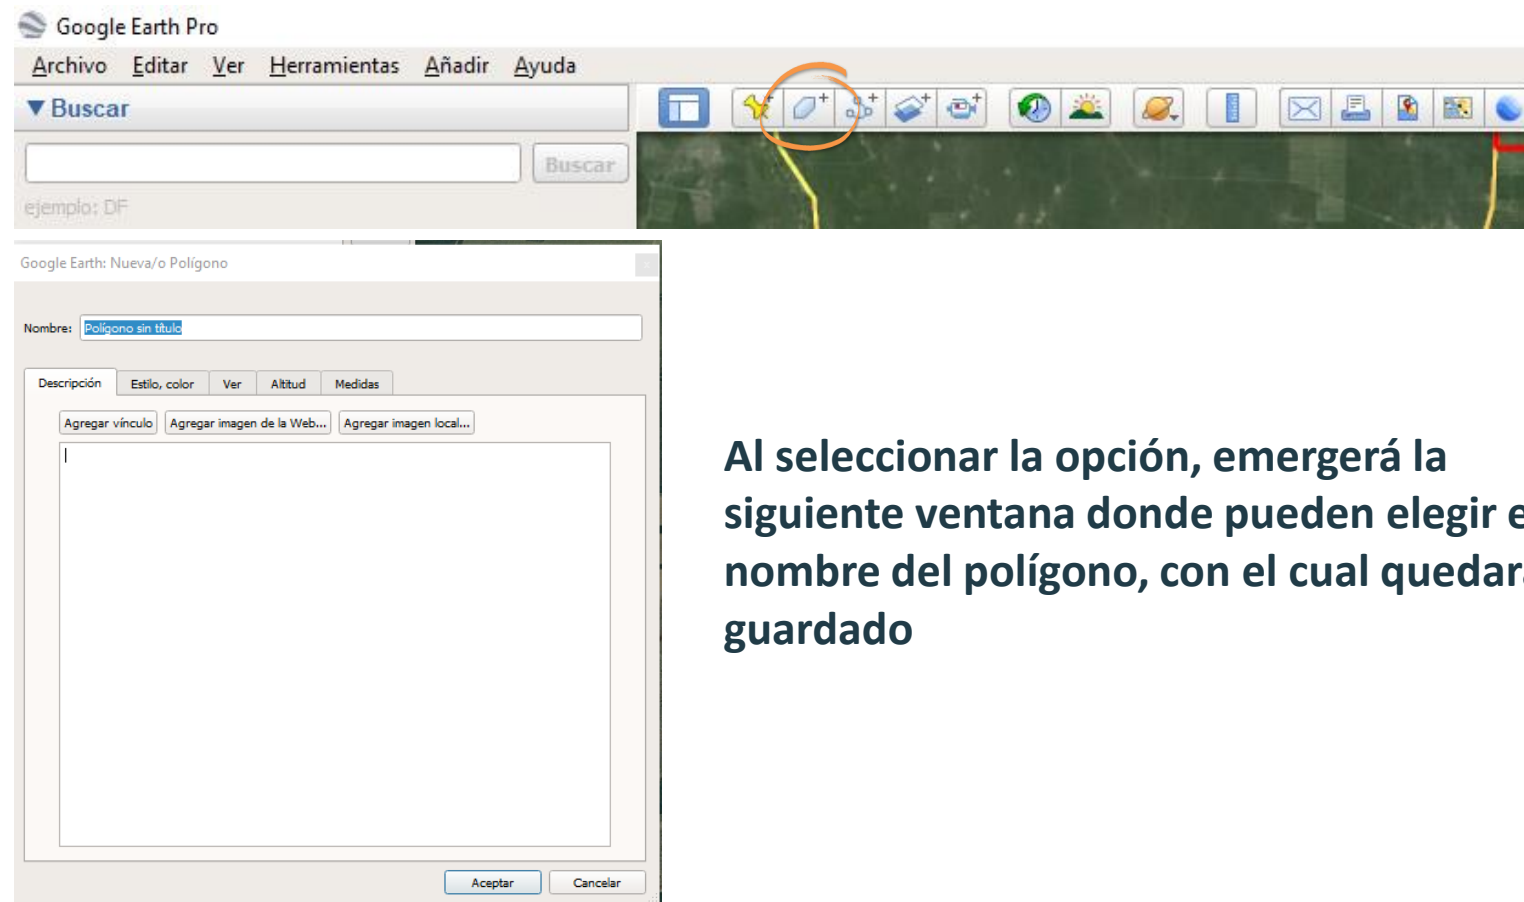 Google Earth Pro
Archivo Editar Ver Herramientas Añadir Ayuda
Buscar
Buscar
ejemplo: DF
Google Earth: Nueva/o Polígono
Nombre: Polígono sin título
Descripción Estilo, color Ver Altitud Medidas
Agregar vínculo Agregar imagen de la Web... Agregar imagen local...
Al seleccionar la opción, emergerá la
siguiente ventana donde pueden elegir
nombre del polígono, con el cual
guardado
Aceptar Cancelar